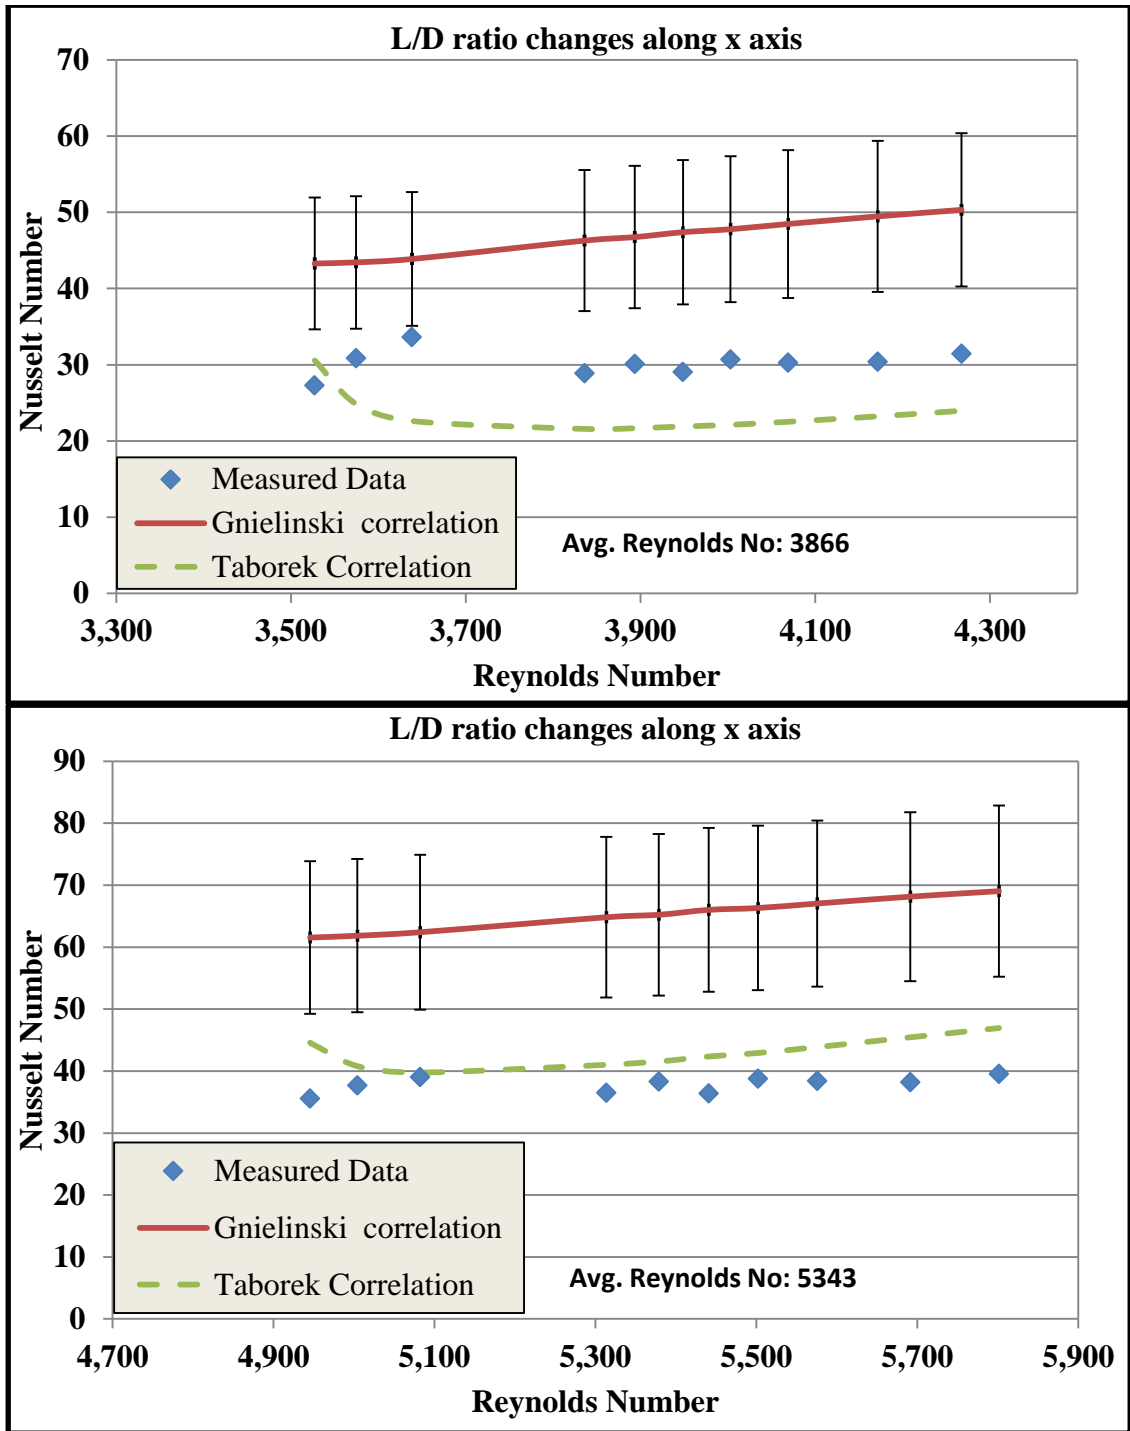 L/D ratio changes along x axis
70
60
50
40
30
20
10
0
Nusselt Number
Measured Data
Gnielinski  correlation
Taborek Correlation
Avg. Reynolds No: 3866
3,300 3,500 3,700 3,900 4,100 4,300
Reynolds Number
L/D ratio changes along x axis
90
80
70
60
50
40
30
20
10
0
Nusselt Number
Measured Data
Gnielinski  correlation
Taborek Correlation
Avg. Reynolds No: 5343
4,700 4,900 5,100 5,300 5,500 5,700 5,900
Reynolds Number